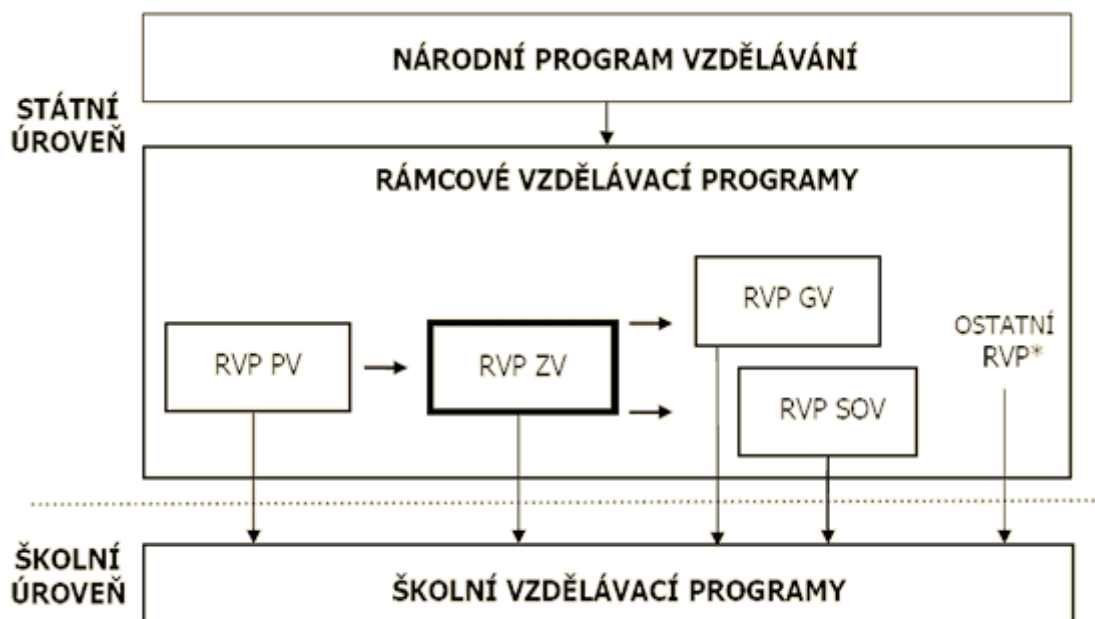 NÁRODNÍ PROGRAM VZDĚLÁVÁNÍ
STÁTNÍ
ÚROVEŇ
RÁMCOVÉ VZDĚLÁVACÍ PROGRAMY
RVP PV
RVP ZV
RVP GV
RVP SOV
OSTATNÍ
RVP*
ŠKOLNÍ
ÚROVEŇ
ŠKOLNÍ VZDĚLÁVACÍ PROGRAMY